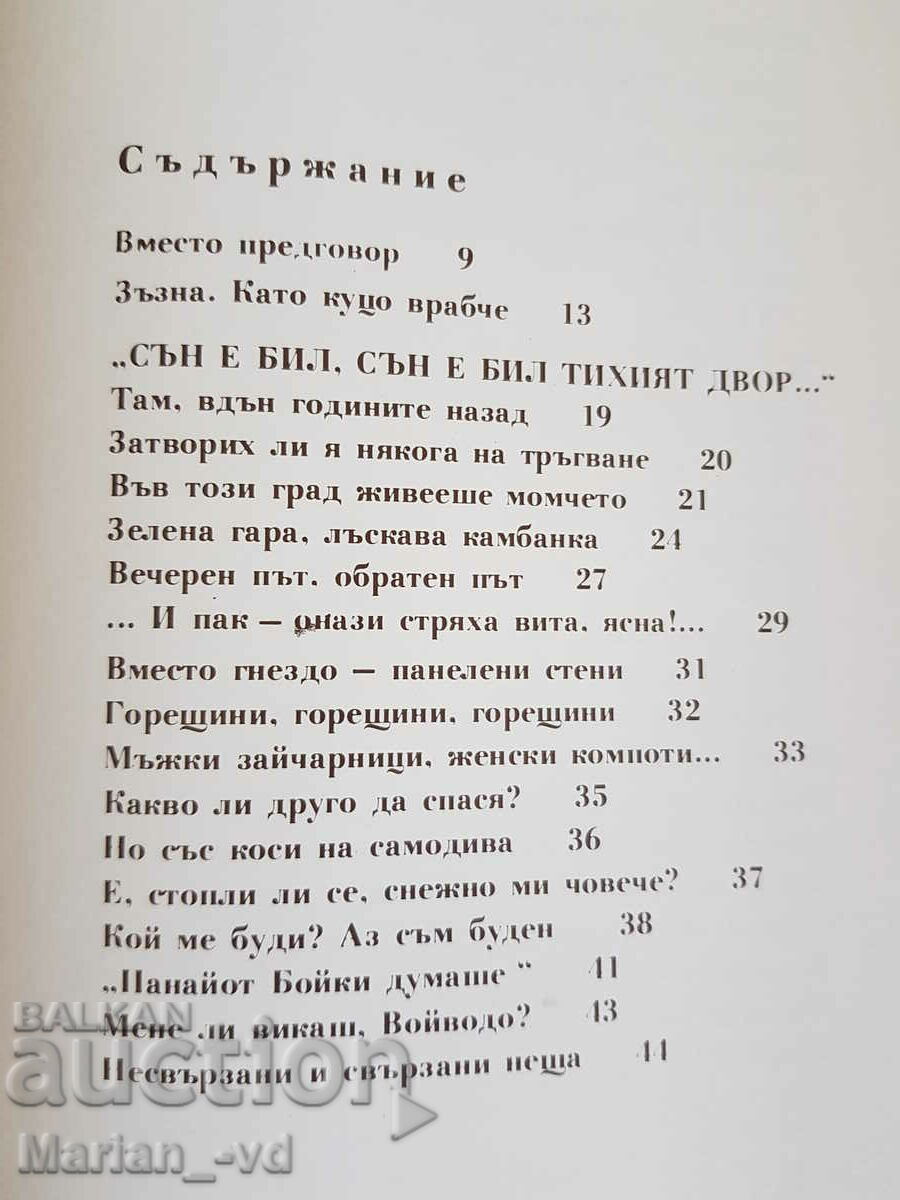 Съдържание
Вместо предговор 9
Зъзна. Като куцо врабче 13
„СЪН Е БИЛ, СЪН Е БИЛ ТИХИЯТ ДВОР...“
Там, вдън годините назад 19
Затворих ли я някога на тръгване 20
Във този град живееше момчето 21
Зелена гара, лъскава камбанка 24
Вечерен път, обратен път 27
... И пак — онази стряха вита, ясна!... 29
Вместо гнездо — панелени стени 31
Горещини, горещини, горещини 32
Мъжки зайчарници, женски компоти... 33
Какво ли друго да спася? 35
Но със коси на самодива 36
Е, стопли ли се, снежно ми човече? 37
Кой ме буди? Аз съм буден 38
„Панайот Бойки думаше“ 41
Мене ли викаш, Войводо? 43
Несвързани и свързани неща 44
BALKAN
auction
Marian_-vd